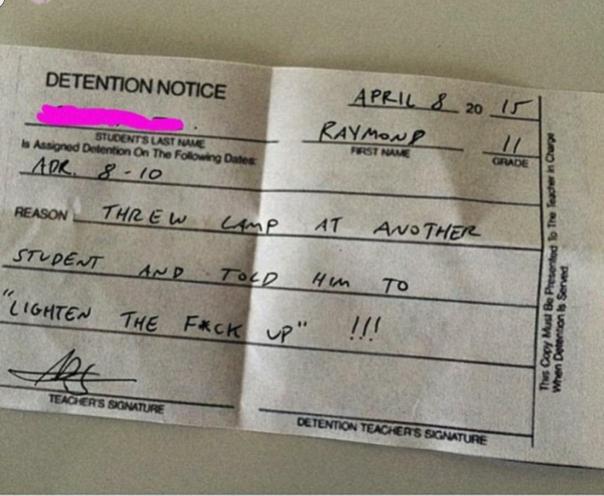 DETENTION NOTICE
APRIL 8 20 15
RAYMOND 11
STUDENT'S LAST NAME FIRST NAME GRADE
Is Assigned Detention On The Following Dates:
APR. 8-10
REASON THREW LAMP AT ANOTHER
STUDENT AND TOLD HIM TO
"LIGHTEN THE F*CK UP" !!!
TEACHER'S SIGNATURE
DETENTION TEACHER'S SIGNATURE
This Copy Must Be Presented To The Teacher in Charge
When Detention Is Served